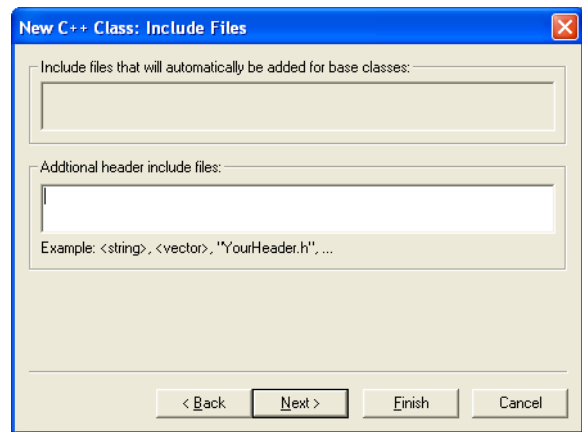 New C++ Class: Include Files
Include files that will automatically be added for base classes:
Addtional header include files:
Example: <string>, <vector>, "YourHeader.h", ...
< Back Next > Finish Cancel